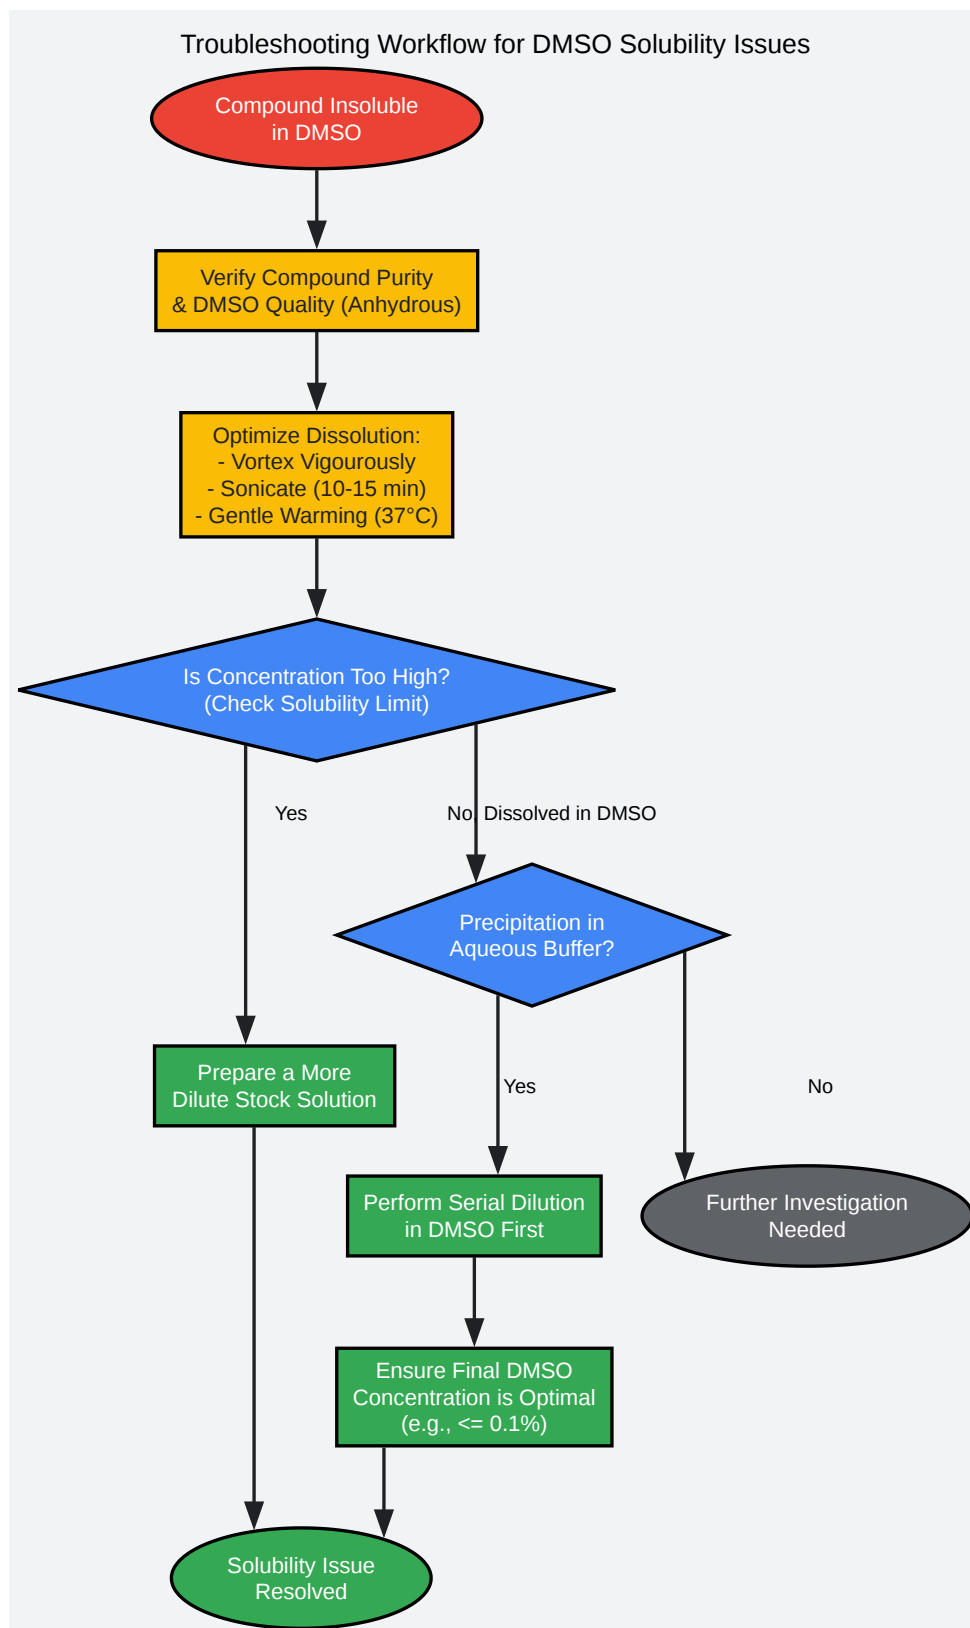 Troubleshooting Workflow for DMSO Solubility Issues
Compound Insoluble
in DMSO
Verify Compound Purity
& DMSO Quality (Anhydrous)
Optimize Dissolution:
- Vortex Vigourously
- Sonicate (10-15 min)
- Gentle Warming (37°C)
Is Concentration Too High?
(Check Solubility Limit)
Yes
No, Dissolved in DMSO
Precipitation in
Aqueous Buffer?
Prepare a More
Dilute Stock Solution
Yes
No
Perform Serial Dilution
in DMSO First
Further Investigation
Needed
Ensure Final DMSO
Concentration is Optimal
(e.g., <= 0.1%)
Solubility Issue
Resolved